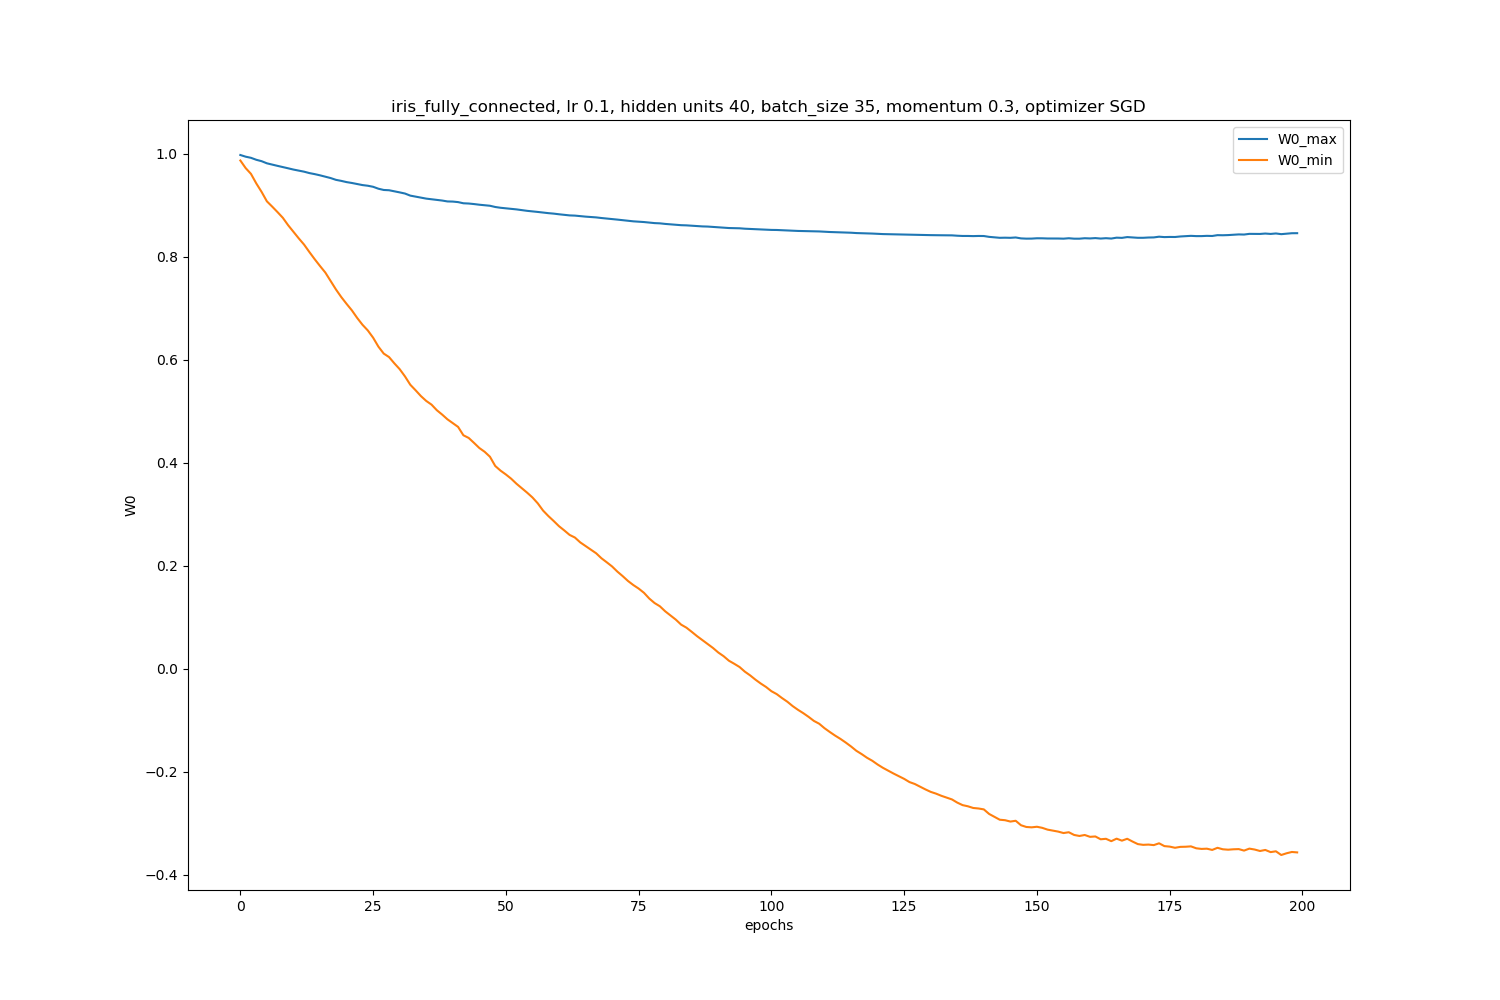 iris_fully_connected, lr 0.1, hidden units 40, batch_size 35, momentum 0.3, optimizer SGD
W0_max
W0_min
1.0
0.8
0.6
0.4
0.2
0.0
−0.2
−0.4
W0
0 25 50 75 100 125 150 175 200
epochs